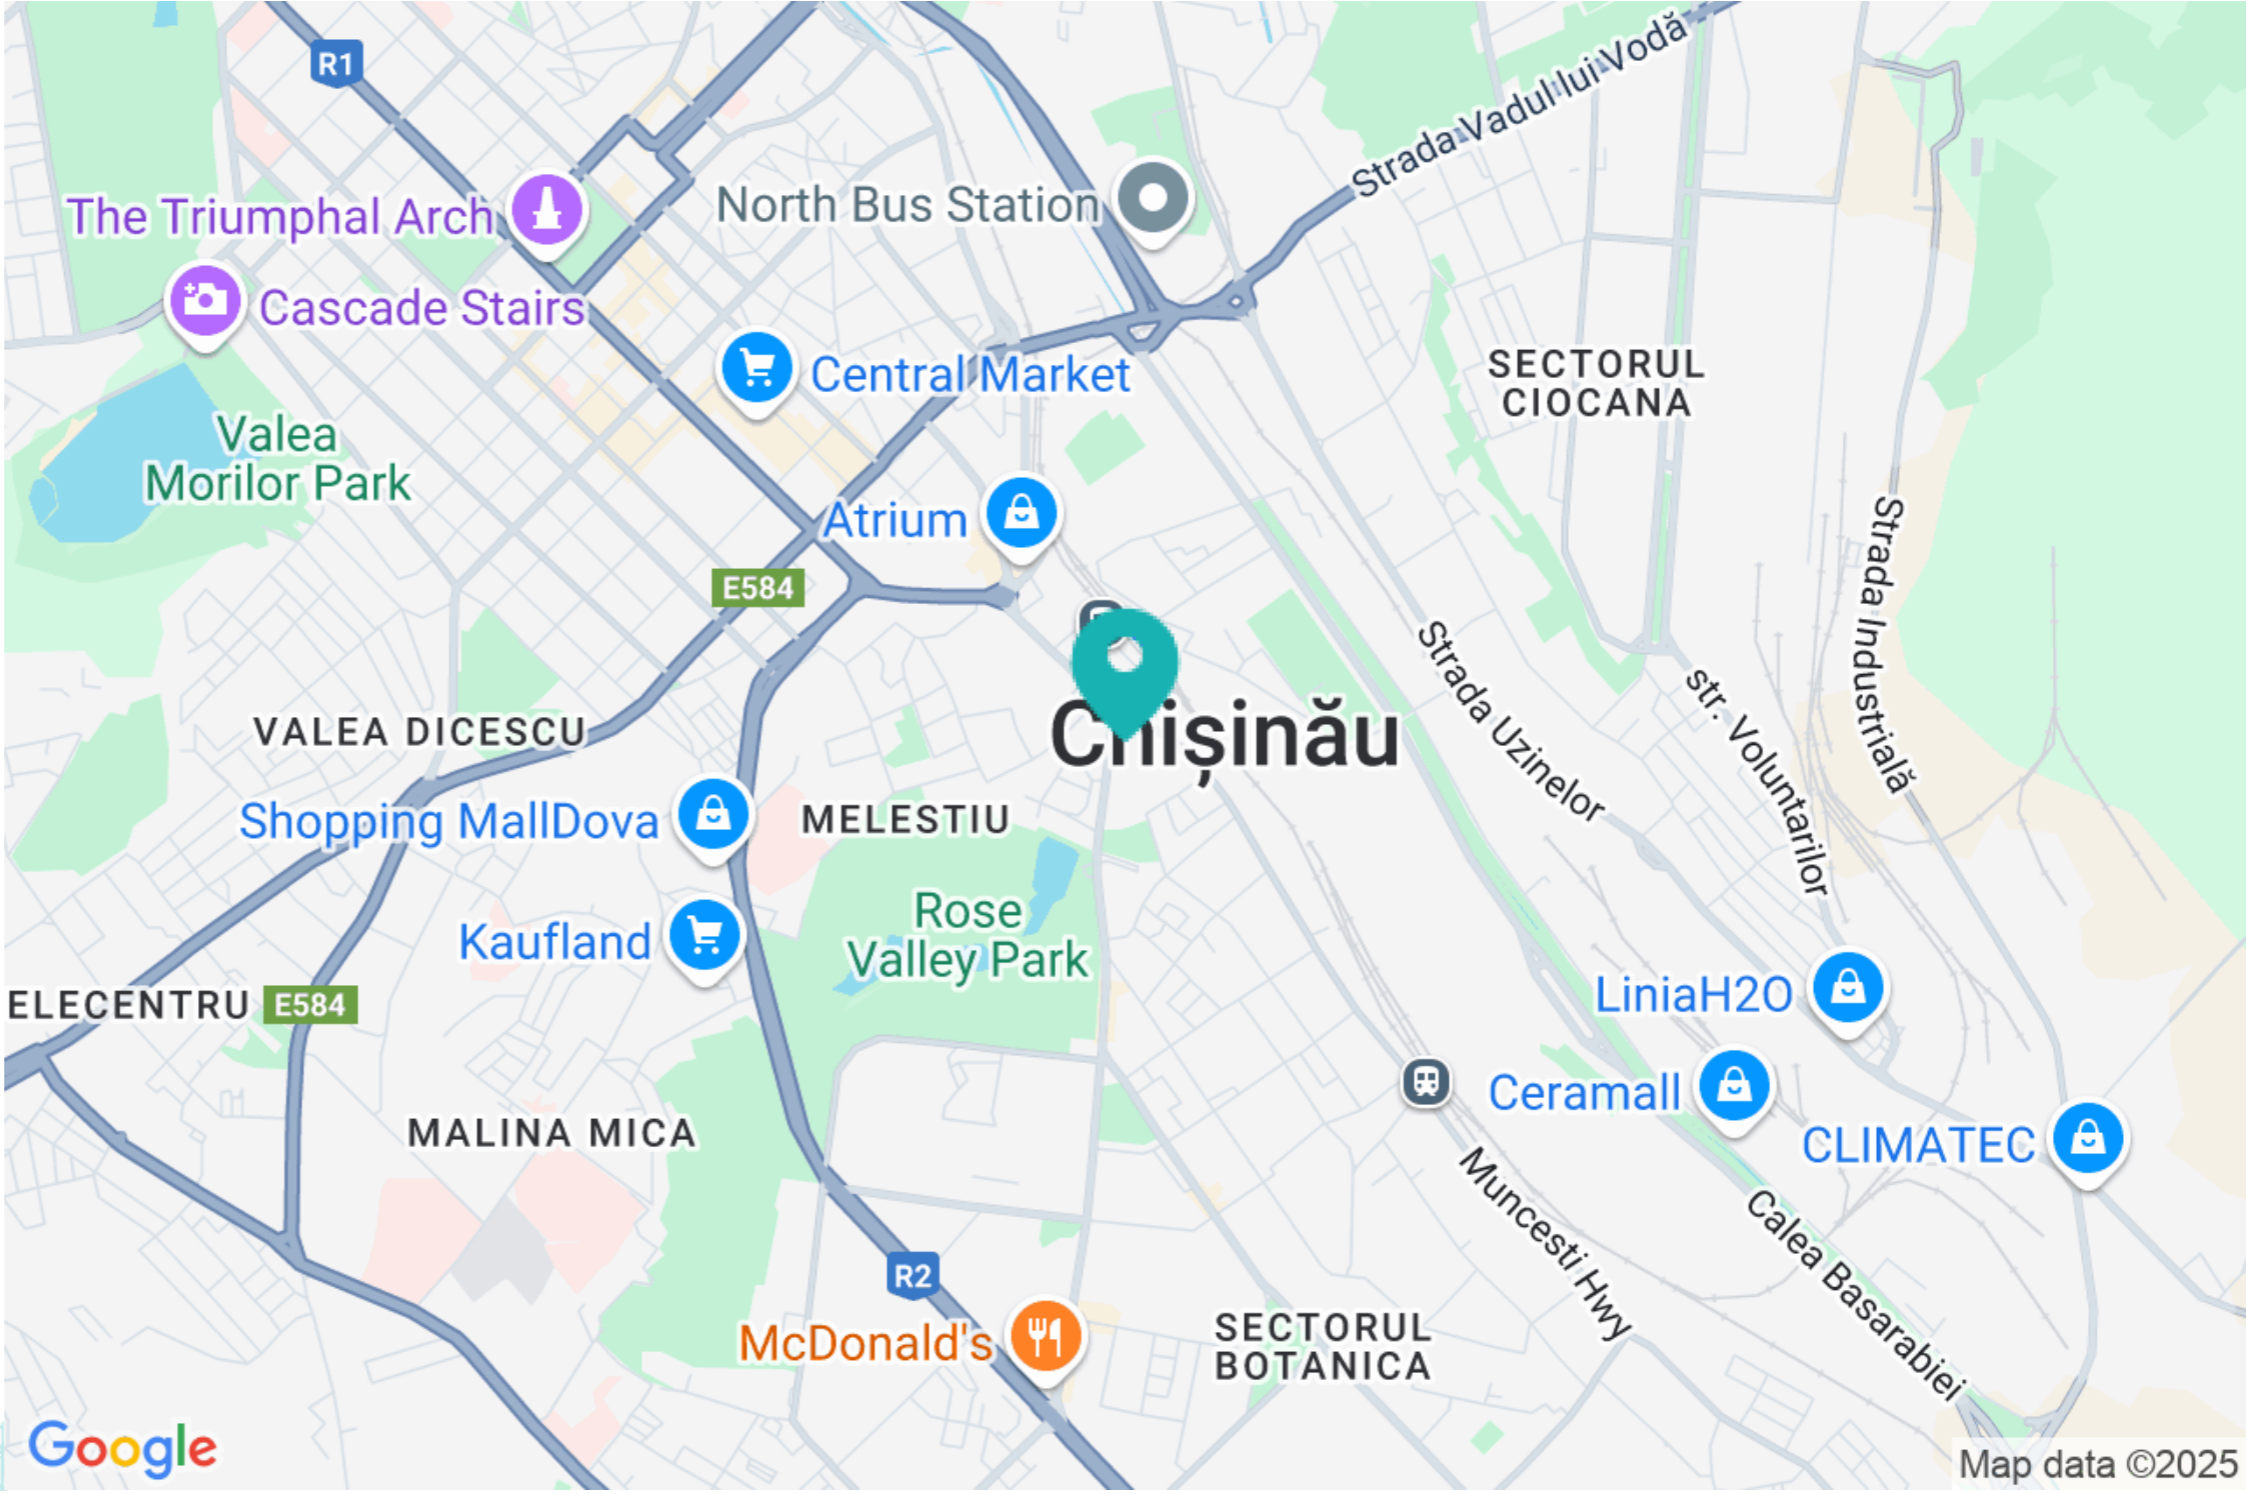 R1
Strada Vadul lui Vodă
The Triumphal Arch
North Bus Station
Cascade Stairs
Central Market
SECTORUL
CIOCANA
Valea
Morilor Park
Atrium
E584
Strada Industrială
Strada Uzinelor
str. Voluntarilor
Chișinău
VALEA DICESCU
Shopping MallDova
MELESTIU
Rose
Valley Park
Kaufland
ELECENTRU
E584
LiniaH2O
Ceramall
MALINA MICA
CLIMATEC
Muncesti Hwy
Calea Basarabiei
R2
McDonald's
SECTORUL
BOTANICA
Google
Map data ©2025